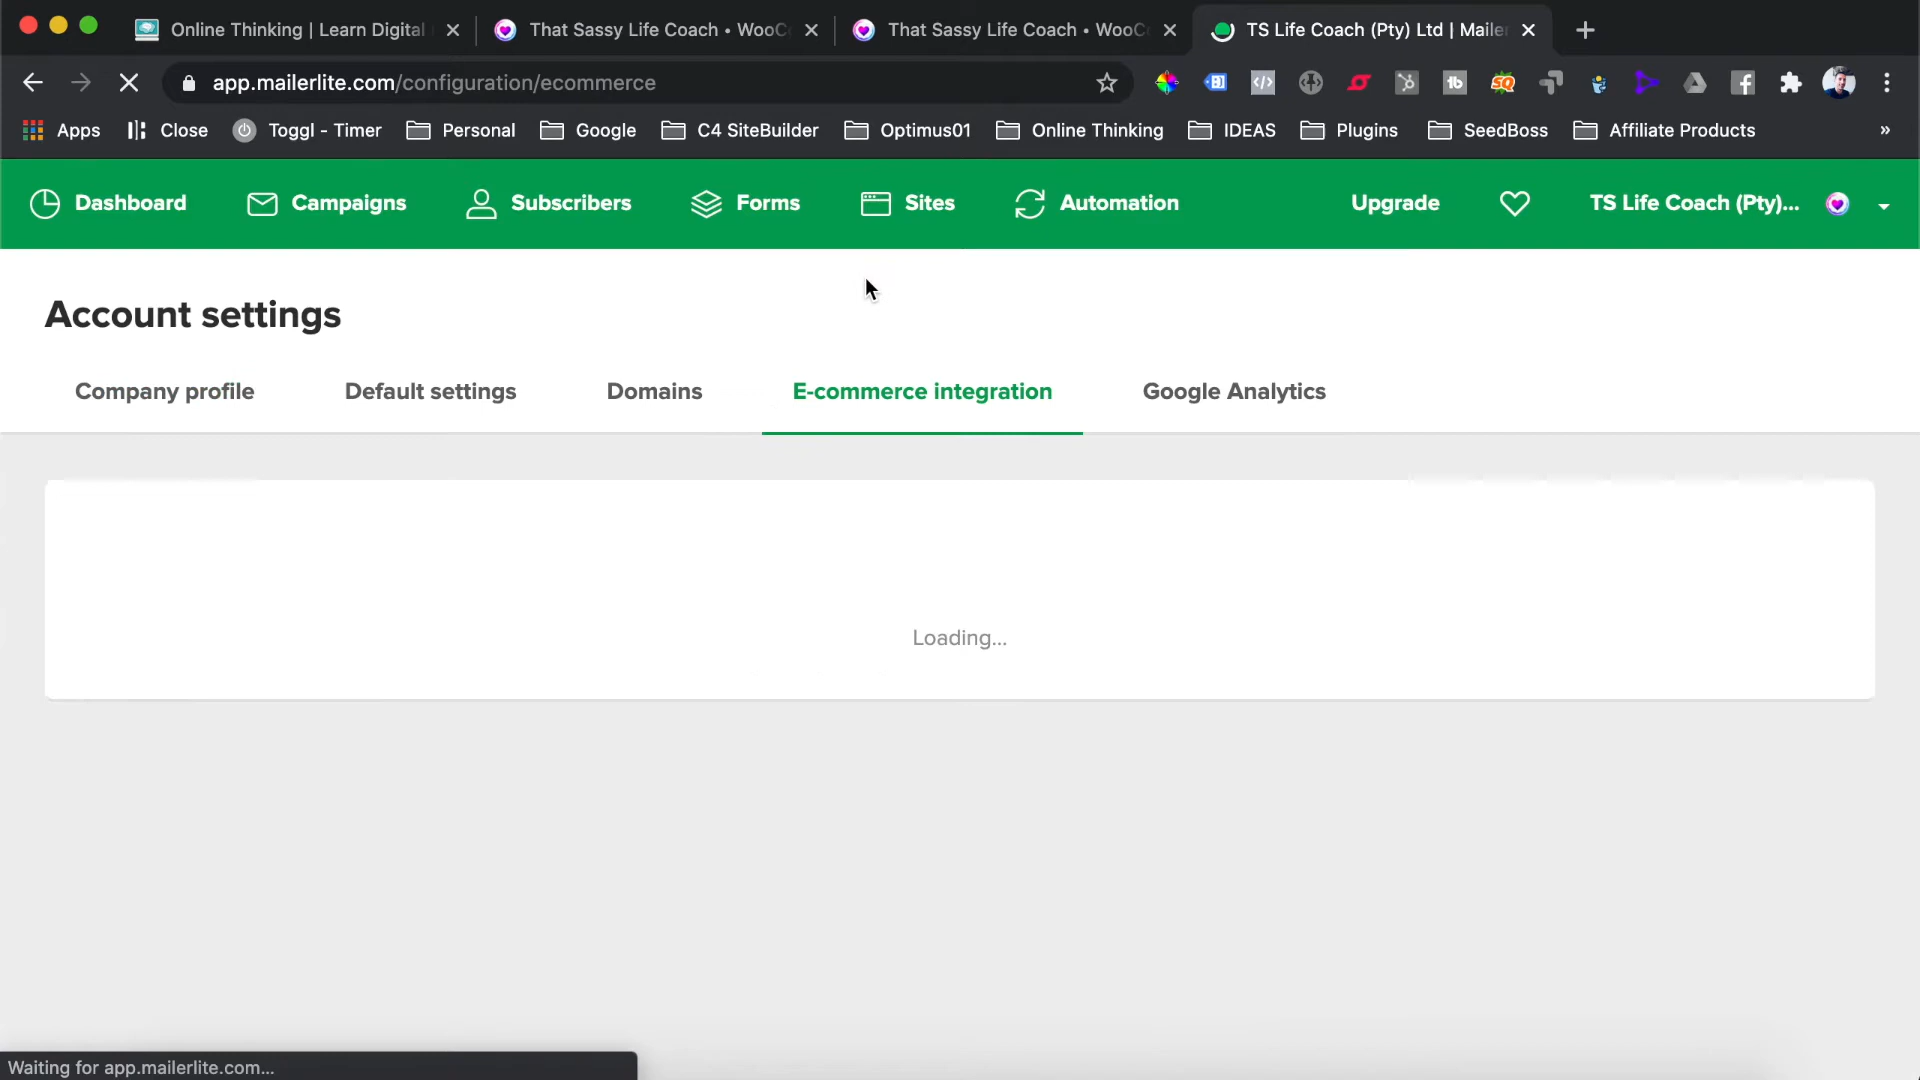 Online Thinking | Learn Digital
That Sassy Life Coach • WooC
That Sassy Life Coach • WooCo
TS Life Coach (Pty) Ltd | Mailer
app.mailerlite.com/configuration/ecommerce
Apps
Close
Toggl - Timer
Personal
Google
C4 SiteBuilder
Optimus01
Online Thinking
IDEAS
Plugins
SeedBoss
Affiliate Products
»
Dashboard
Campaigns
Subscribers
Forms
Sites
Automation
Upgrade
TS Life Coach (Pty)...
Account settings
Company profile
Default settings
Domains
E-commerce integration
Google Analytics
Loading...
Waiting for app.mailerlite.com...